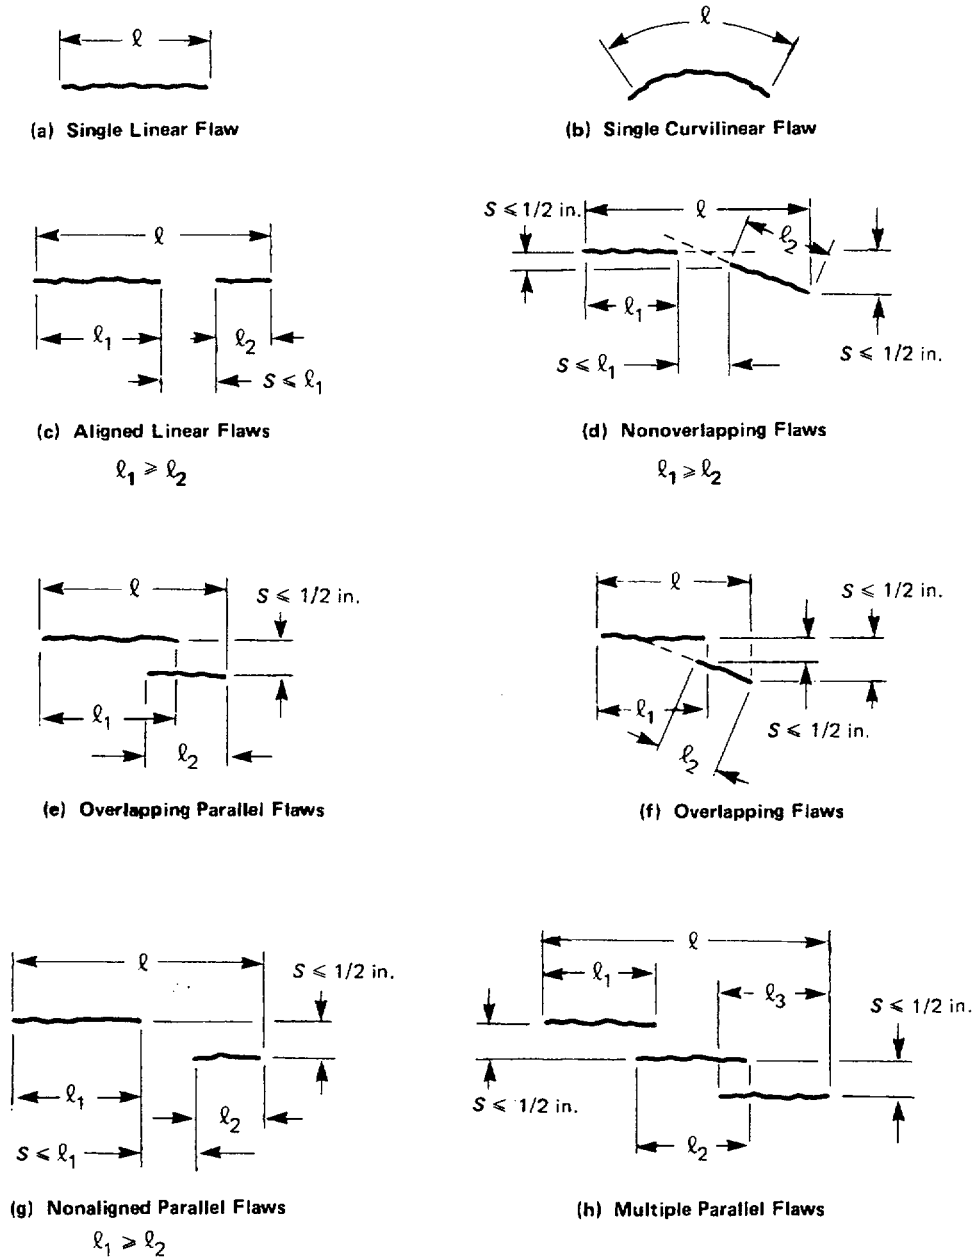 ℓ
(a) Single Linear Flaw
ℓ
(b) Single Curvilinear Flaw
ℓ
ℓ1
ℓ2
S ⩽ ℓ1
(c) Aligned Linear Flaws
ℓ1 ⩾ ℓ2
S ⩽ 1/2 in.
ℓ
ℓ2
ℓ1
S ⩽ ℓ1
S ⩽ 1/2 in.
(d) Nonoverlapping Flaws
ℓ1 ⩾ ℓ2
ℓ
S ⩽ 1/2 in.
ℓ1
ℓ2
(e) Overlapping Parallel Flaws
ℓ
S ⩽ 1/2 in.
ℓ1
S ⩽ 1/2 in.
ℓ2
(f) Overlapping Flaws
ℓ
S ⩽ 1/2 in.
ℓ1
ℓ2
S ⩽ ℓ1
(g) Nonaligned Parallel Flaws
ℓ1 ⩾ ℓ2
ℓ
ℓ1
ℓ3
S ⩽ 1/2 in.
S ⩽ 1/2 in.
ℓ2
(h) Multiple Parallel Flaws